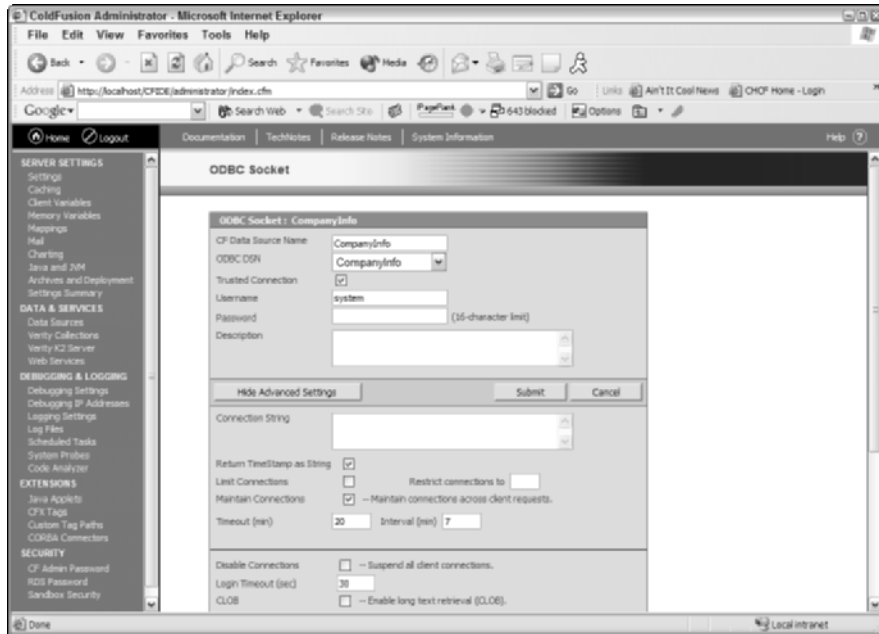 ColdFusion Administrator - Microsoft Internet Explorer
File Edit View Favorites Tools Help
Back Search Favorites Media
Address http://localhost/CFIDE/administrator/index.cfm Go Links Ain't It Cool News CHCF Home - Login
Google Search Web Search Site PageRank 643 blocked Options
Home Logout Documentation TechNotes Release Notes System Information Help ?
SERVER SETTINGS
Settings
Caching
Client Variables
Memory Variables
Mappings
Mail
Charting
Java and JVM
Archives and Deployment
Settings Summary
DATA & SERVICES
Data Sources
Verity Collections
Verity K2 Server
Web Services
DEBUGGING & LOGGING
Debugging Settings
Debugging IP Addresses
Logging Settings
Log Files
Scheduled Tasks
System Probes
Code Analyzer
EXTENSIONS
Java Applets
CFX Tags
Custom Tag Paths
CORBA Connectors
SECURITY
CF Admin Password
RDS Password
Sandbox Security
ODBC Socket
ODBC Socket : CompanyInfo
CF Data Source Name CompanyInfo
ODBC DSN CompanyInfo
Trusted Connection
Username system
Password (16-character limit)
Description
Hide Advanced Settings Submit Cancel
Connection String
Return TimeStamp as String
Limit Connections Restrict connections to
Maintain Connections -- Maintain connections across client requests.
Timeout (min) 20 Interval (min) 7
Disable Connections -- Suspend all client connections.
Login Timeout (sec) 30
CLOB -- Enable long text retrieval (CLOB).
Done Local intranet